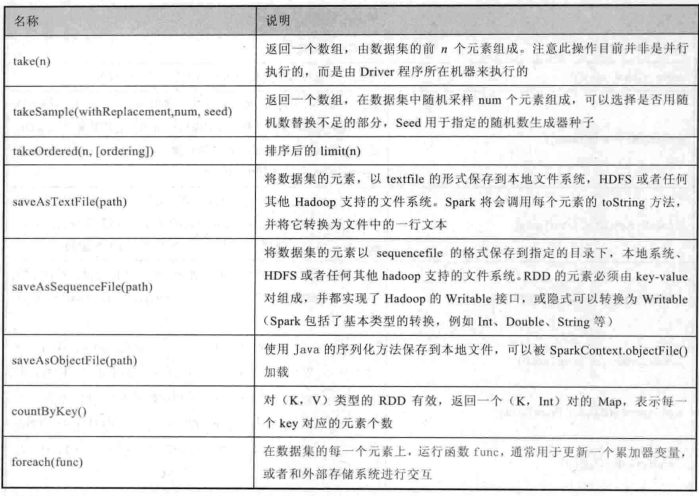 名称 说明
take(n)
返回一个数组，由数据集的前 n 个元素组成。注意此操作目前并非是并行
执行的，而是由 Driver 程序所在机器来执行的
takeSample(withReplacement,num, seed)
返回一个数组，在数据集中随机采样 num 个元素组成，可以选择是否用随
机数替换不足的部分，Seed 用于指定的随机数生成器种子
takeOrdered(n, [ordering])
排序后的 limit(n)
saveAsTextFile(path)
将数据集的元素，以 textfile 的形式保存到本地文件系统，HDFS 或者任何
其他 Hadoop 支持的文件系统。Spark 将会调用每个元素的 toString 方法，
并将它转换为文件中的一行文本
saveAsSequenceFile(path)
将数据集的元素以 sequencefile 的格式保存到指定的目录下，本地系统、
HDFS 或者任何其他 hadoop 支持的文件系统。RDD 的元素必须由 key-value
对组成，并都实现了 Hadoop 的 Writable 接口，或隐式可以转换为 Writable
（Spark 包括了基本类型的转换，例如 Int、Double、String 等）
saveAsObjectFile(path)
使用 Java 的序列化方法保存到本地文件，可以被 SparkContext.objectFile()
加载
countByKey()
对（K，V）类型的 RDD 有效，返回一个（K，Int）对的 Map，表示每一
个 key 对应的元素个数
foreach(func)
在数据集的每一个元素上，运行函数 func，通常用于更新一个累加器变量，
或者和外部存储系统进行交互